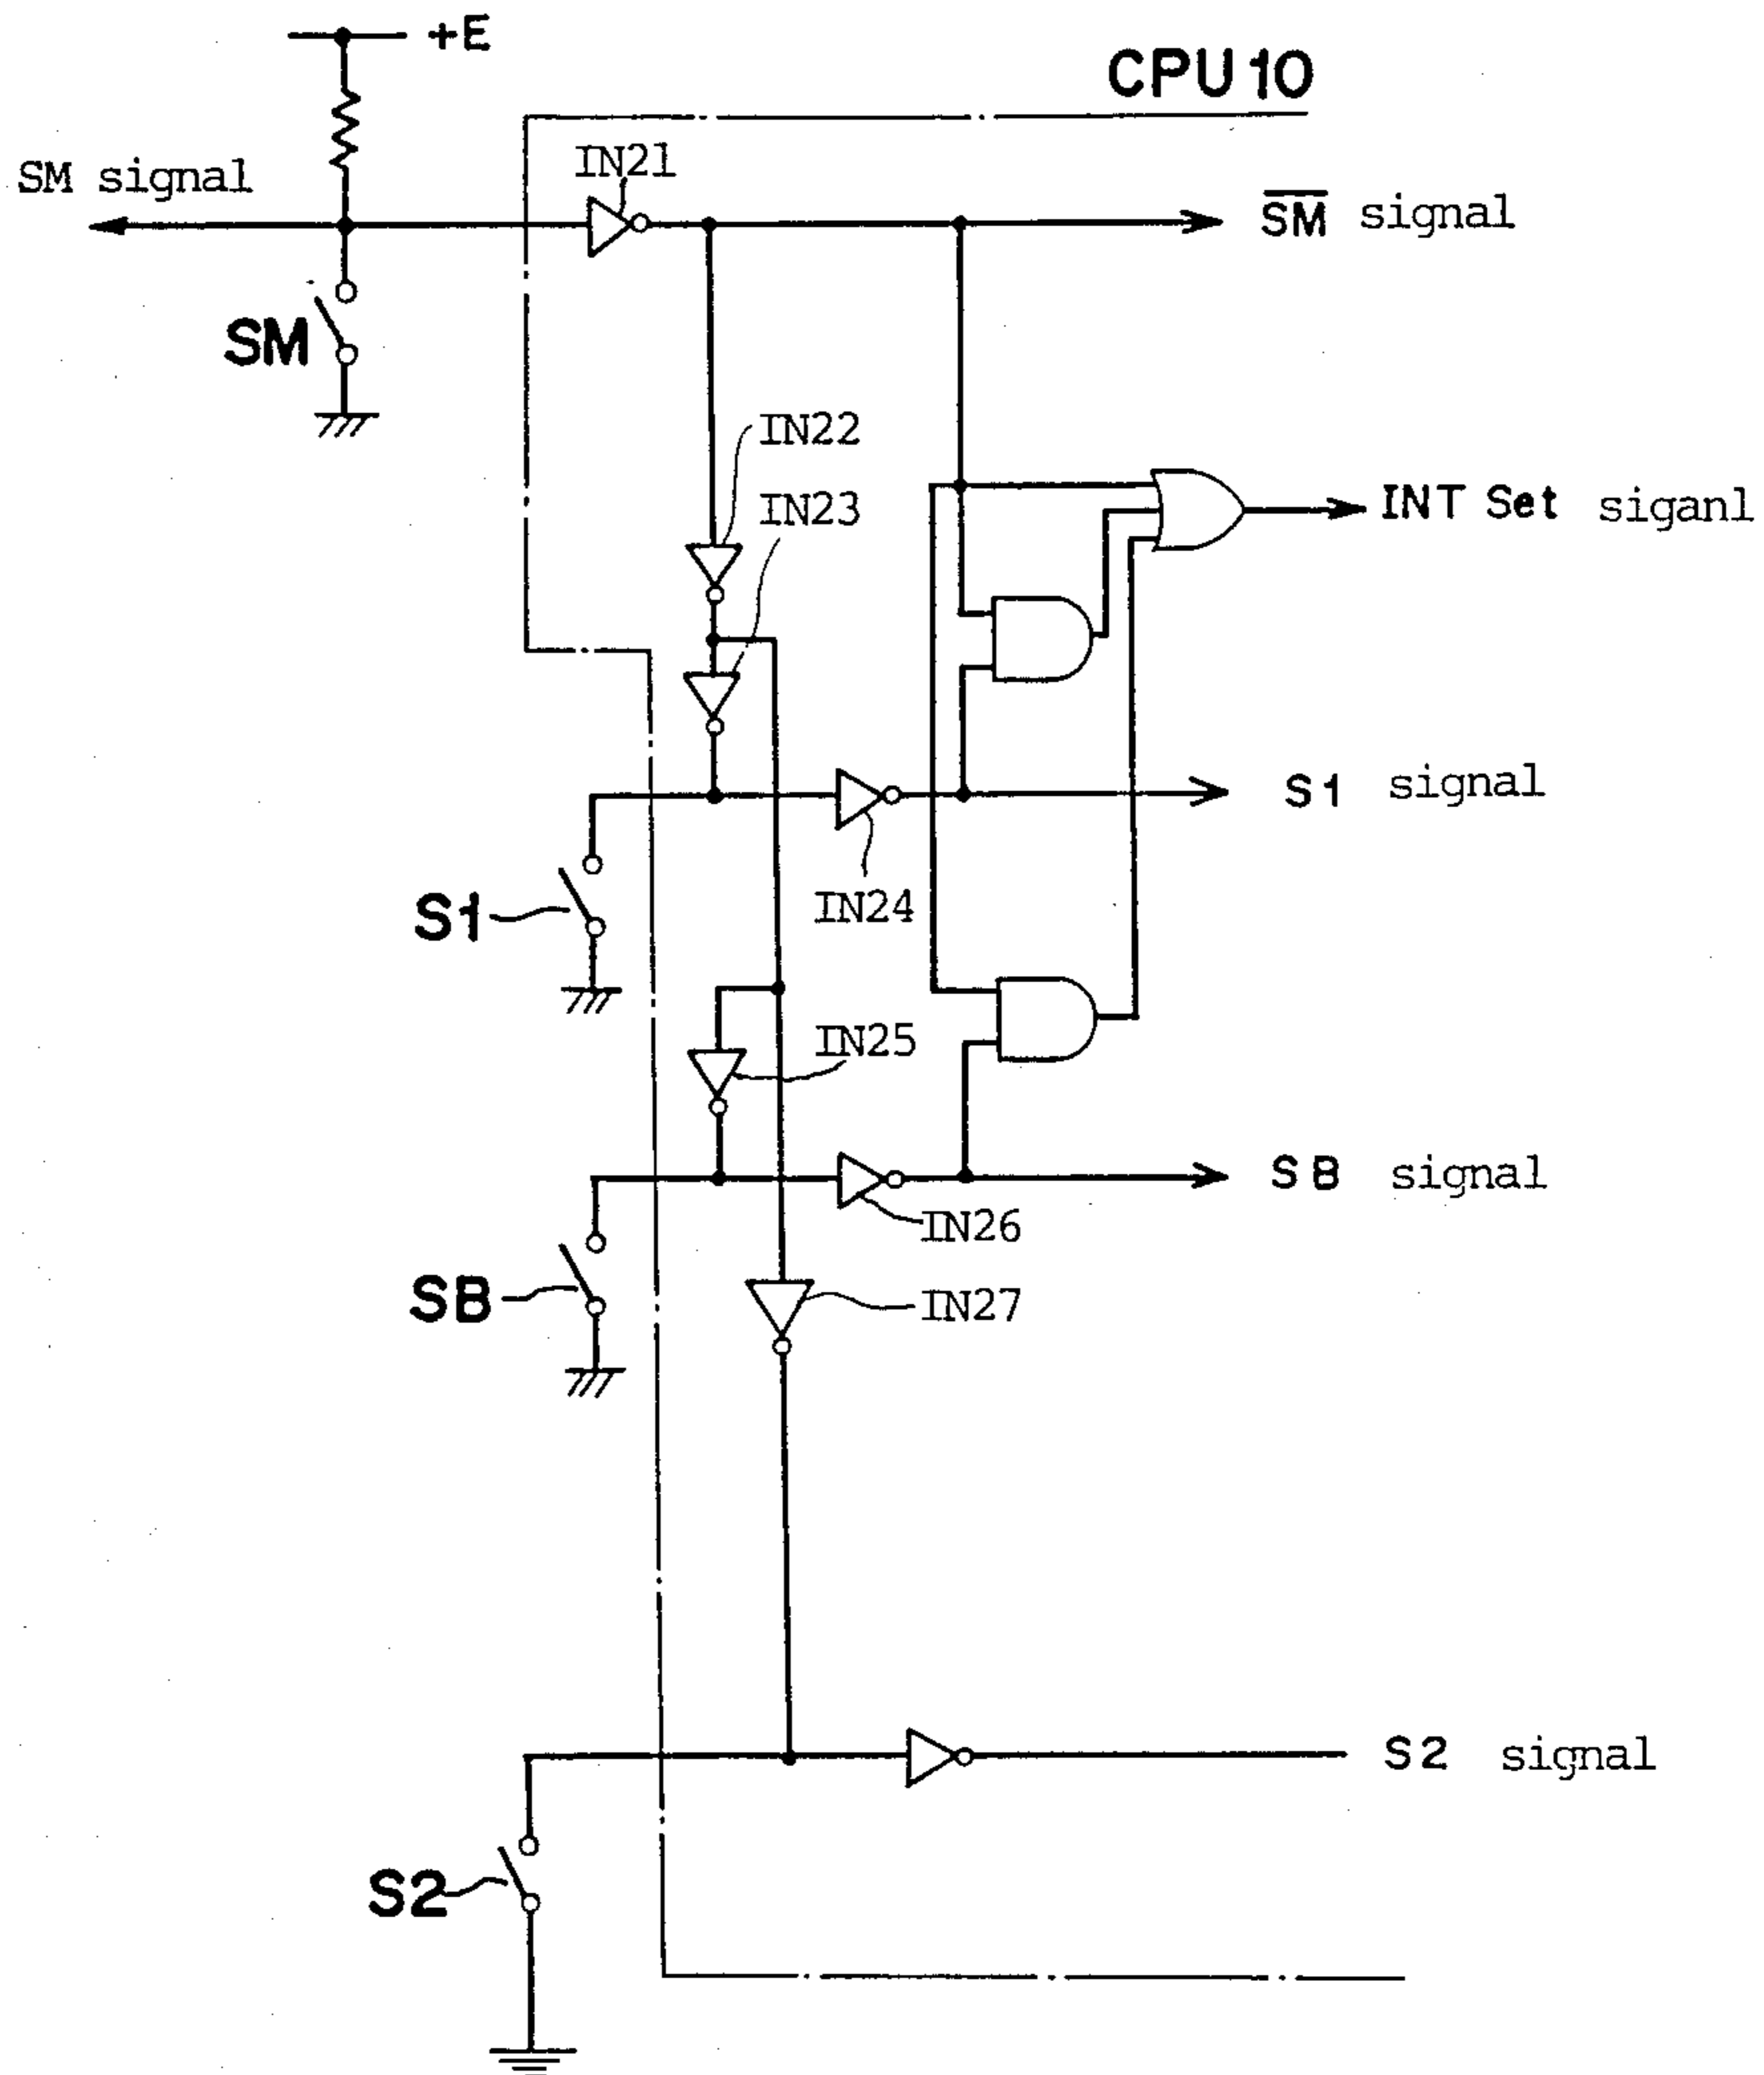 +E
CPU 10
SM signal
IN21
S̅M̅ signal
SM
IN22
IN23
INT Set siganl
S1 signal
S1
IN24
IN25
SB signal
IN26
SB
IN27
S2 signal
S2